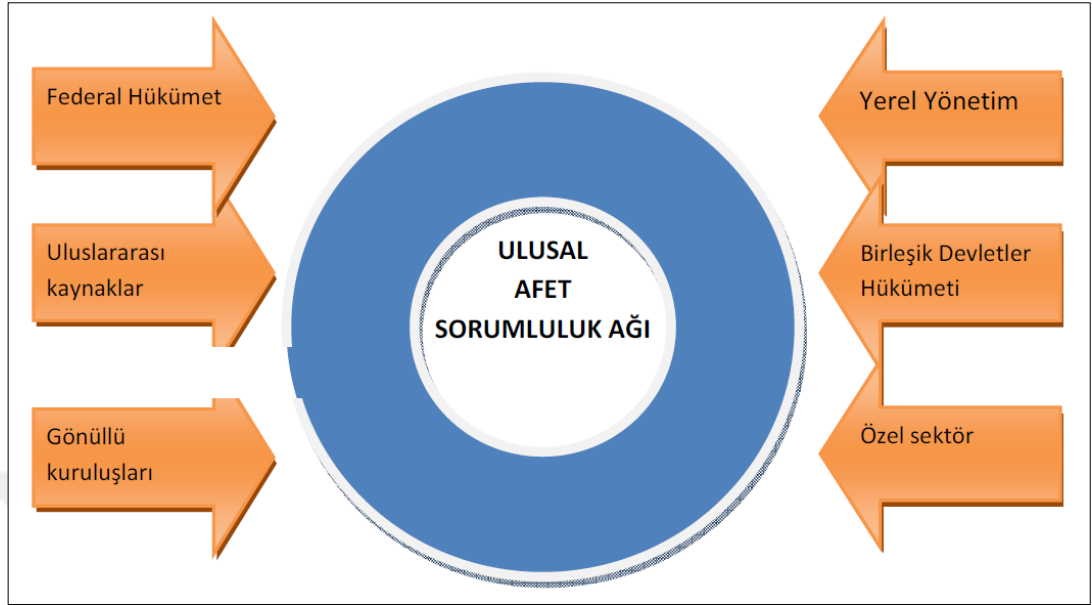 Federal Hükümet
Uluslararası
kaynaklar
Gönüllü
kuruluşları
ULUSAL
AFET
SORUMLULUK AĞI
Yerel Yönetim
Birleşik Devletler
Hükümeti
Özel sektör